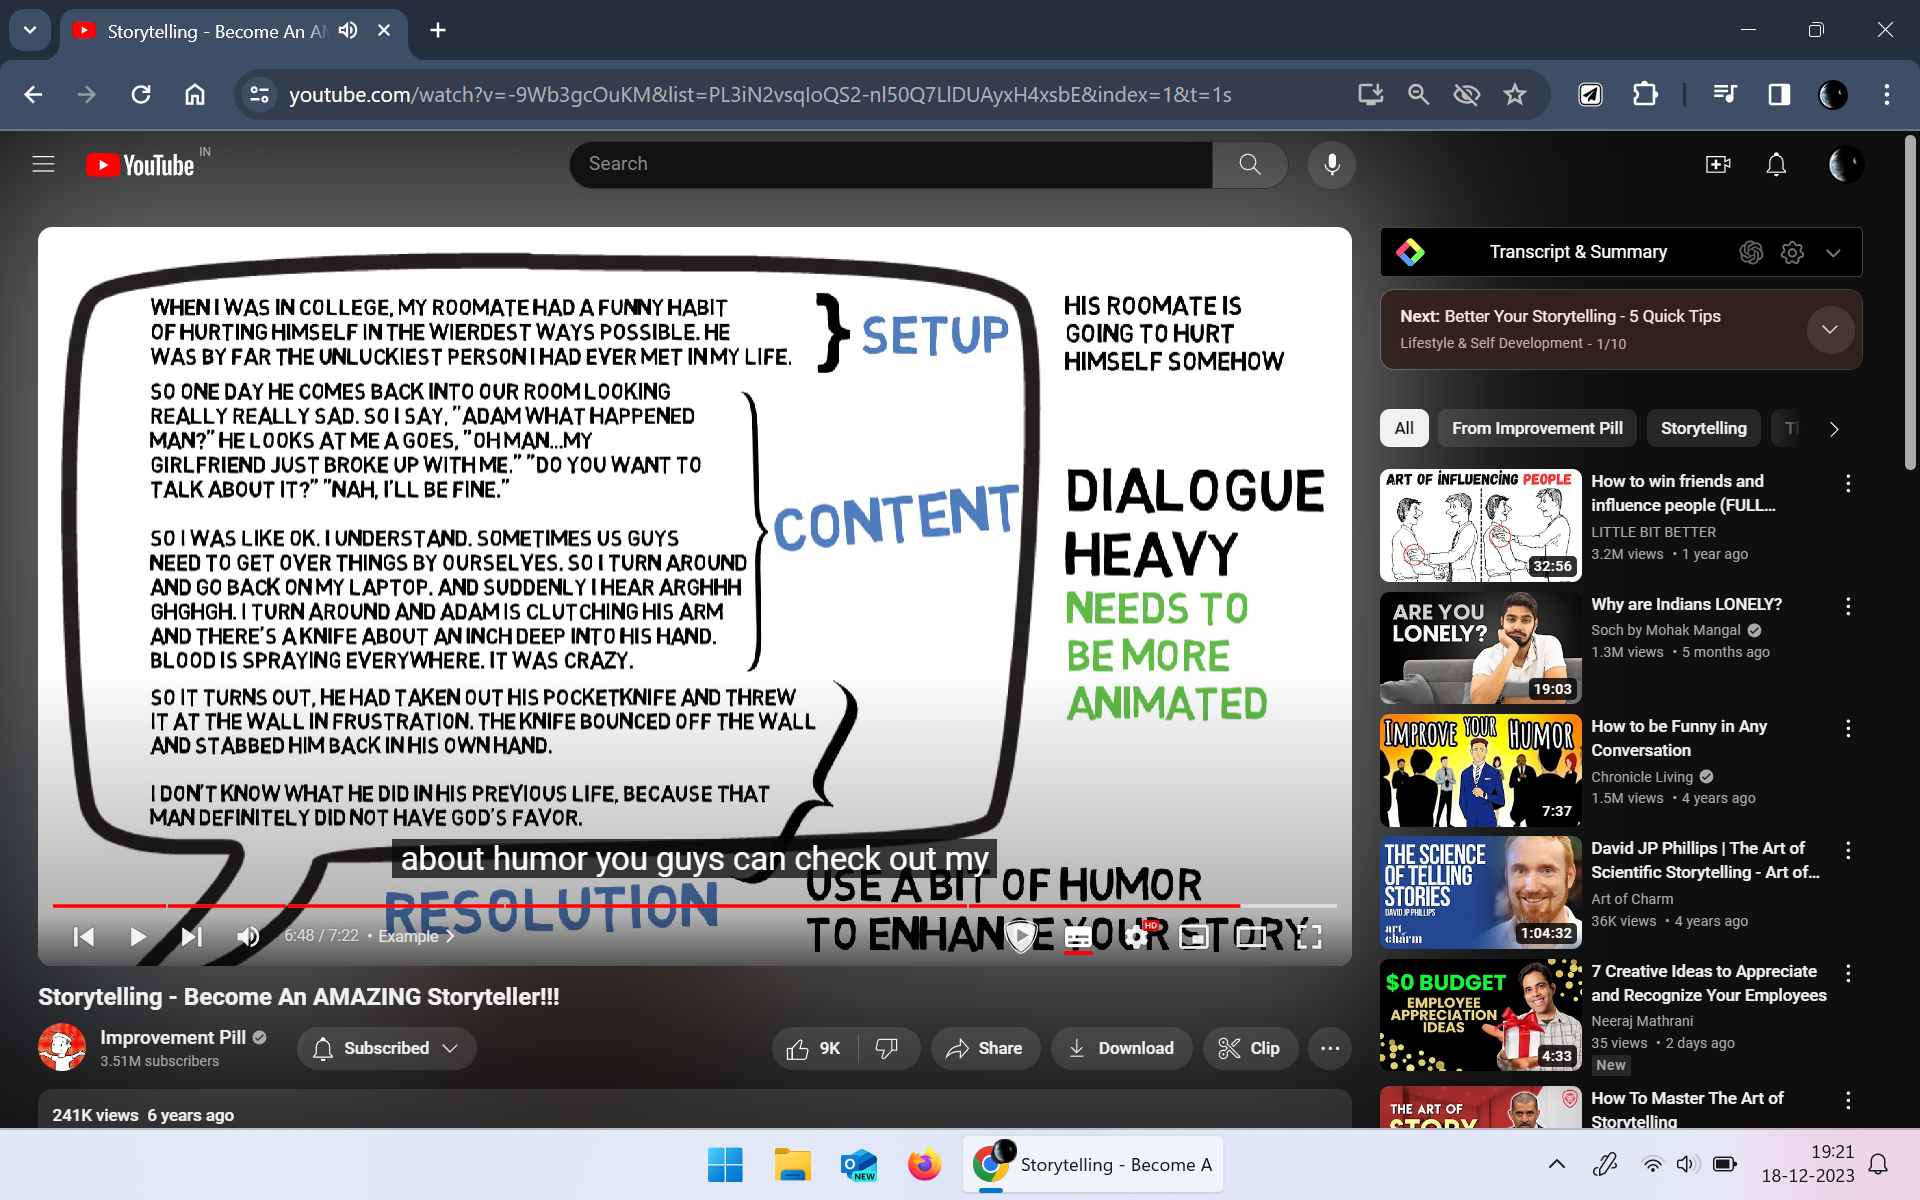 Storytelling - Become An AM
youtube.com/watch?v=-9Wb3gcOuKM&list=PL3iN2vsqIoQS2-nl50Q7LlDUAyxH4xsbE&index=1&t=1s
YouTube IN
Search
WHEN I WAS IN COLLEGE, MY ROOMATE HAD A FUNNY HABIT
OF HURTING HIMSELF IN THE WIERDEST WAYS POSSIBLE. HE
WAS BY FAR THE UNLUCKIEST PERSON I HAD EVER MET IN MY LIFE.
SETUP
HIS ROOMATE IS
GOING TO HURT
HIMSELF SOMEHOW
SO ONE DAY HE COMES BACK INTO OUR ROOM LOOKING
REALLY REALLY SAD. SO I SAY, "ADAM WHAT HAPPENED
MAN?" HE LOOKS AT ME A GOES, "OH MAN...MY
GIRLFRIEND JUST BROKE UP WITH ME." "DO YOU WANT TO
TALK ABOUT IT?" "NAH, I'LL BE FINE."
SO I WAS LIKE OK. I UNDERSTAND. SOMETIMES US GUYS
NEED TO GET OVER THINGS BY OURSELVES. SO I TURN AROUND
AND GO BACK ON MY LAPTOP. AND SUDDENLY I HEAR ARGHHH
GHGHGH. I TURN AROUND AND ADAM IS CLUTCHING HIS ARM
AND THERE'S A KNIFE ABOUT AN INCH DEEP INTO HIS HAND.
BLOOD IS SPRAYING EVERYWHERE. IT WAS CRAZY.
CONTENT
DIALOGUE
HEAVY
NEEDS TO
BE MORE
ANIMATED
SO IT TURNS OUT, HE HAD TAKEN OUT HIS POCKETKNIFE AND THREW
IT AT THE WALL IN FRUSTRATION. THE KNIFE BOUNCED OFF THE WALL
AND STABBED HIM BACK IN HIS OWN HAND.
I DON'T KNOW WHAT HE DID IN HIS PREVIOUS LIFE, BECAUSE THAT
MAN DEFINITELY DID NOT HAVE GOD'S FAVOR.
about humor you guys can check out my
RESOLUTION
USE A BIT OF HUMOR
TO ENHANCE YOUR STORY
6:48 / 7:22 • Example
HD
Storytelling - Become An AMAZING Storyteller!!!
Improvement Pill
3.51M subscribers
Subscribed
9K
Share
Download
Clip
241K views 6 years ago
Transcript & Summary
Next: Better Your Storytelling - 5 Quick Tips
Lifestyle & Self Development - 1/10
All
From Improvement Pill
Storytelling
ART OF INFLUENCING PEOPLE
32:56
How to win friends and
influence people (FULL...
LITTLE BIT BETTER
3.2M views • 1 year ago
ARE YOU
LONELY?
19:03
Why are Indians LONELY?
Soch by Mohak Mangal
1.3M views • 5 months ago
IMPROVE YOUR HUMOR
7:37
How to be Funny in Any
Conversation
Chronicle Living
1.5M views • 4 years ago
THE SCIENCE
OF TELLING
STORIES
DAVID JP PHILLIPS
art of
charm
1:04:32
David JP Phillips | The Art of
Scientific Storytelling - Art of...
Art of Charm
36K views • 4 years ago
$0 BUDGET
EMPLOYEE
APPRECIATION
IDEAS
4:33
7 Creative Ideas to Appreciate
and Recognize Your Employees
Neeraj Mathrani
35 views • 2 days ago
New
THE ART OF
STORY
How To Master The Art of
Storytelling
NEW
Storytelling - Become A
19:21
18-12-2023